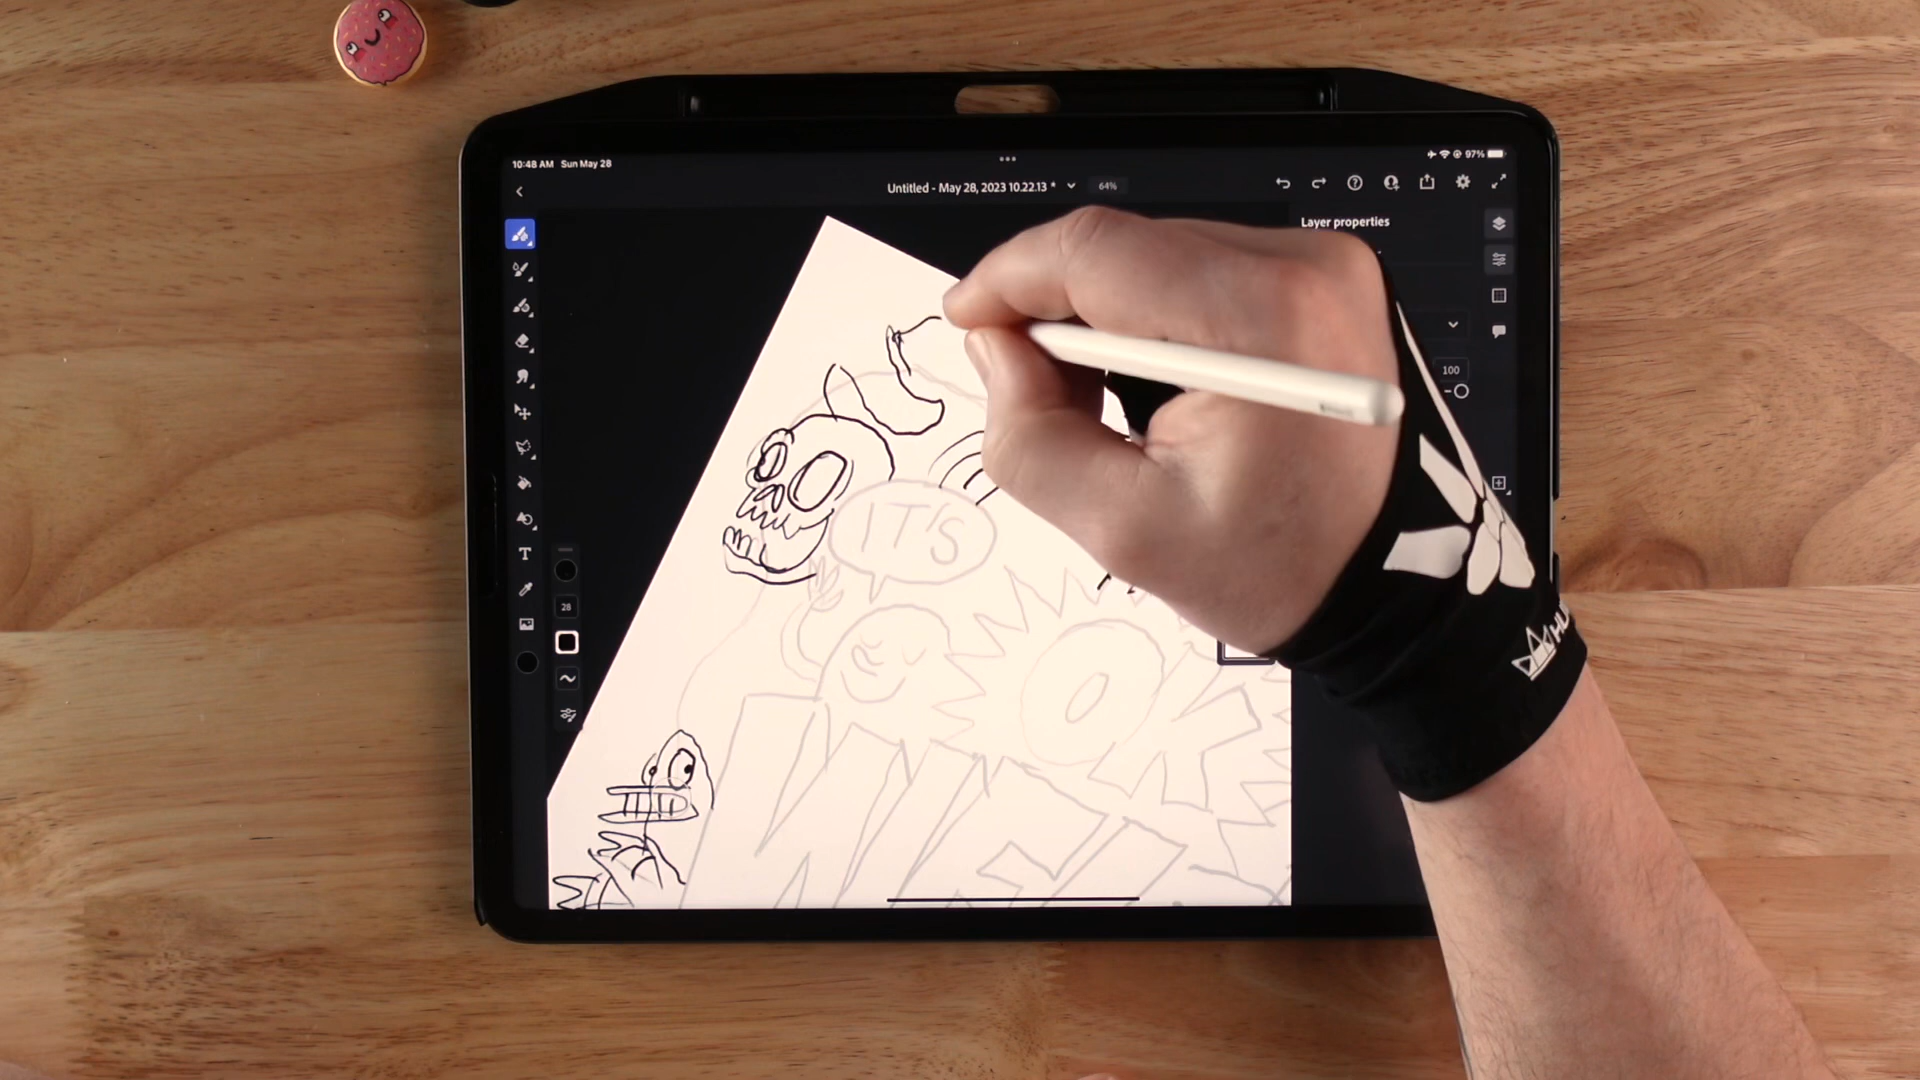 10:48 AM Sun May 28
97%
Untitled - May 28, 2023 10.22.13 * 64%
Layer properties
100
28
T
IT'S
OK